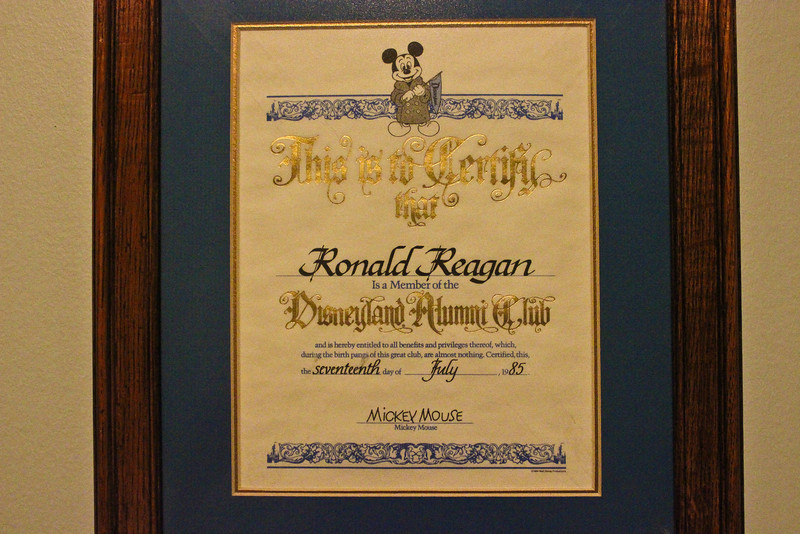 This is to Certify
that
Ronald Reagan
Is a Member of the
Disneyland Alumni Club
and is hereby entitled to all benefits and privileges thereof, which,
during the birth pangs of this great club, are almost nothing. Certified, this,
the seventeenth day of July, 1985
MICKEY MOUSE
Mickey Mouse